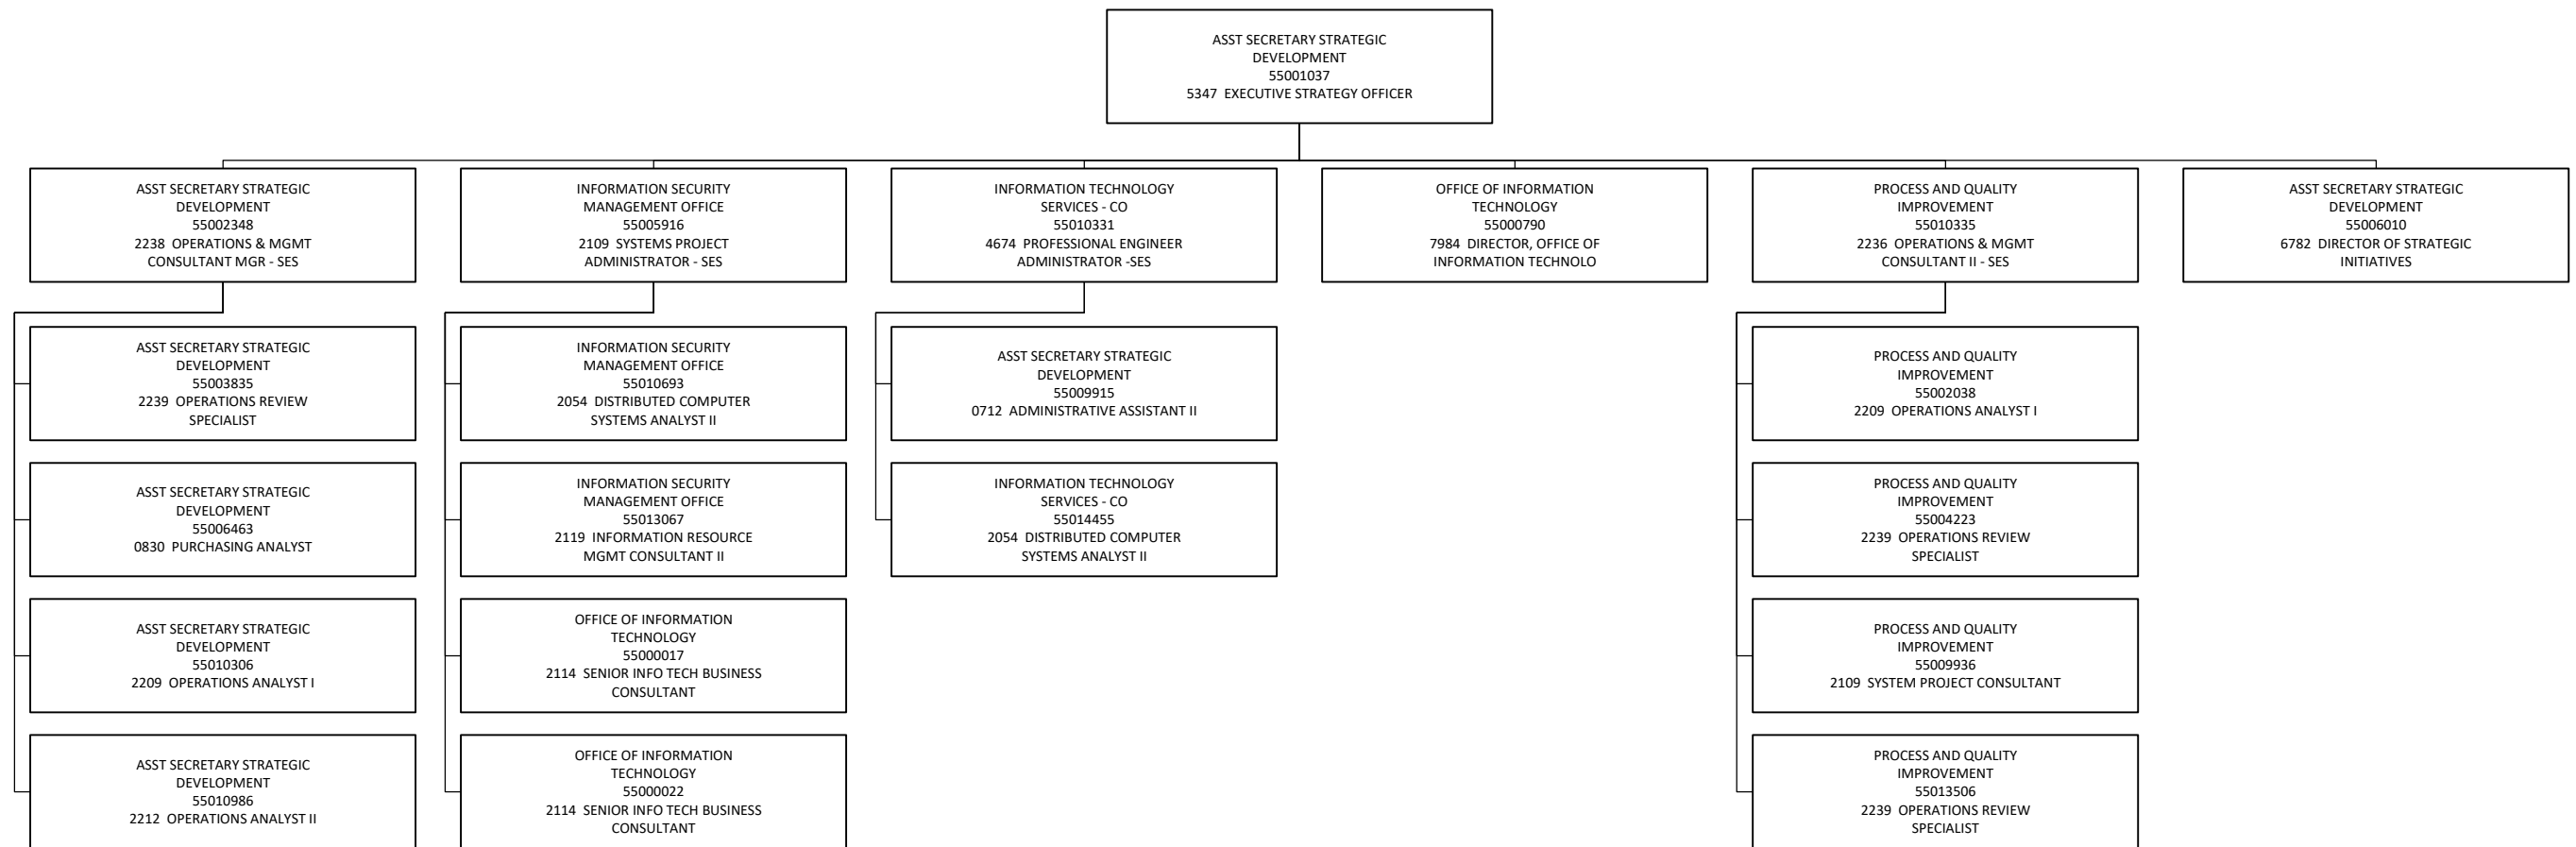 ASST SECRETARY STRATEGIC
DEVELOPMENT
55001037
5347 EXECUTIVE STRATEGY OFFICER
ASST SECRETARY STRATEGIC
DEVELOPMENT
55002348
2238 OPERATIONS & MGMT
CONSULTANT MGR - SES
INFORMATION SECURITY
MANAGEMENT OFFICE
55005916
2109 SYSTEMS PROJECT
ADMINISTRATOR - SES
INFORMATION TECHNOLOGY
SERVICES - CO
55010331
4674 PROFESSIONAL ENGINEER
ADMINISTRATOR -SES
OFFICE OF INFORMATION
TECHNOLOGY
55000790
7984 DIRECTOR, OFFICE OF
INFORMATION TECHNOLO
PROCESS AND QUALITY
IMPROVEMENT
55010335
2236 OPERATIONS & MGMT
CONSULTANT II - SES
ASST SECRETARY STRATEGIC
DEVELOPMENT
55006010
6782 DIRECTOR OF STRATEGIC
INITIATIVES
ASST SECRETARY STRATEGIC
DEVELOPMENT
55003835
2239 OPERATIONS REVIEW
SPECIALIST
INFORMATION SECURITY
MANAGEMENT OFFICE
55010693
2054 DISTRIBUTED COMPUTER
SYSTEMS ANALYST II
ASST SECRETARY STRATEGIC
DEVELOPMENT
55009915
0712 ADMINISTRATIVE ASSISTANT II
PROCESS AND QUALITY
IMPROVEMENT
55002038
2209 OPERATIONS ANALYST I
ASST SECRETARY STRATEGIC
DEVELOPMENT
55006463
0830 PURCHASING ANALYST
INFORMATION SECURITY
MANAGEMENT OFFICE
55013067
2119 INFORMATION RESOURCE
MGMT CONSULTANT II
INFORMATION TECHNOLOGY
SERVICES - CO
55014455
2054 DISTRIBUTED COMPUTER
SYSTEMS ANALYST II
PROCESS AND QUALITY
IMPROVEMENT
55004223
2239 OPERATIONS REVIEW
SPECIALIST
ASST SECRETARY STRATEGIC
DEVELOPMENT
55010306
2209 OPERATIONS ANALYST I
OFFICE OF INFORMATION
TECHNOLOGY
55000017
2114 SENIOR INFO TECH BUSINESS
CONSULTANT
PROCESS AND QUALITY
IMPROVEMENT
55009936
2109 SYSTEM PROJECT CONSULTANT
ASST SECRETARY STRATEGIC
DEVELOPMENT
55010986
2212 OPERATIONS ANALYST II
OFFICE OF INFORMATION
TECHNOLOGY
55000022
2114 SENIOR INFO TECH BUSINESS
CONSULTANT
PROCESS AND QUALITY
IMPROVEMENT
55013506
2239 OPERATIONS REVIEW
SPECIALIST